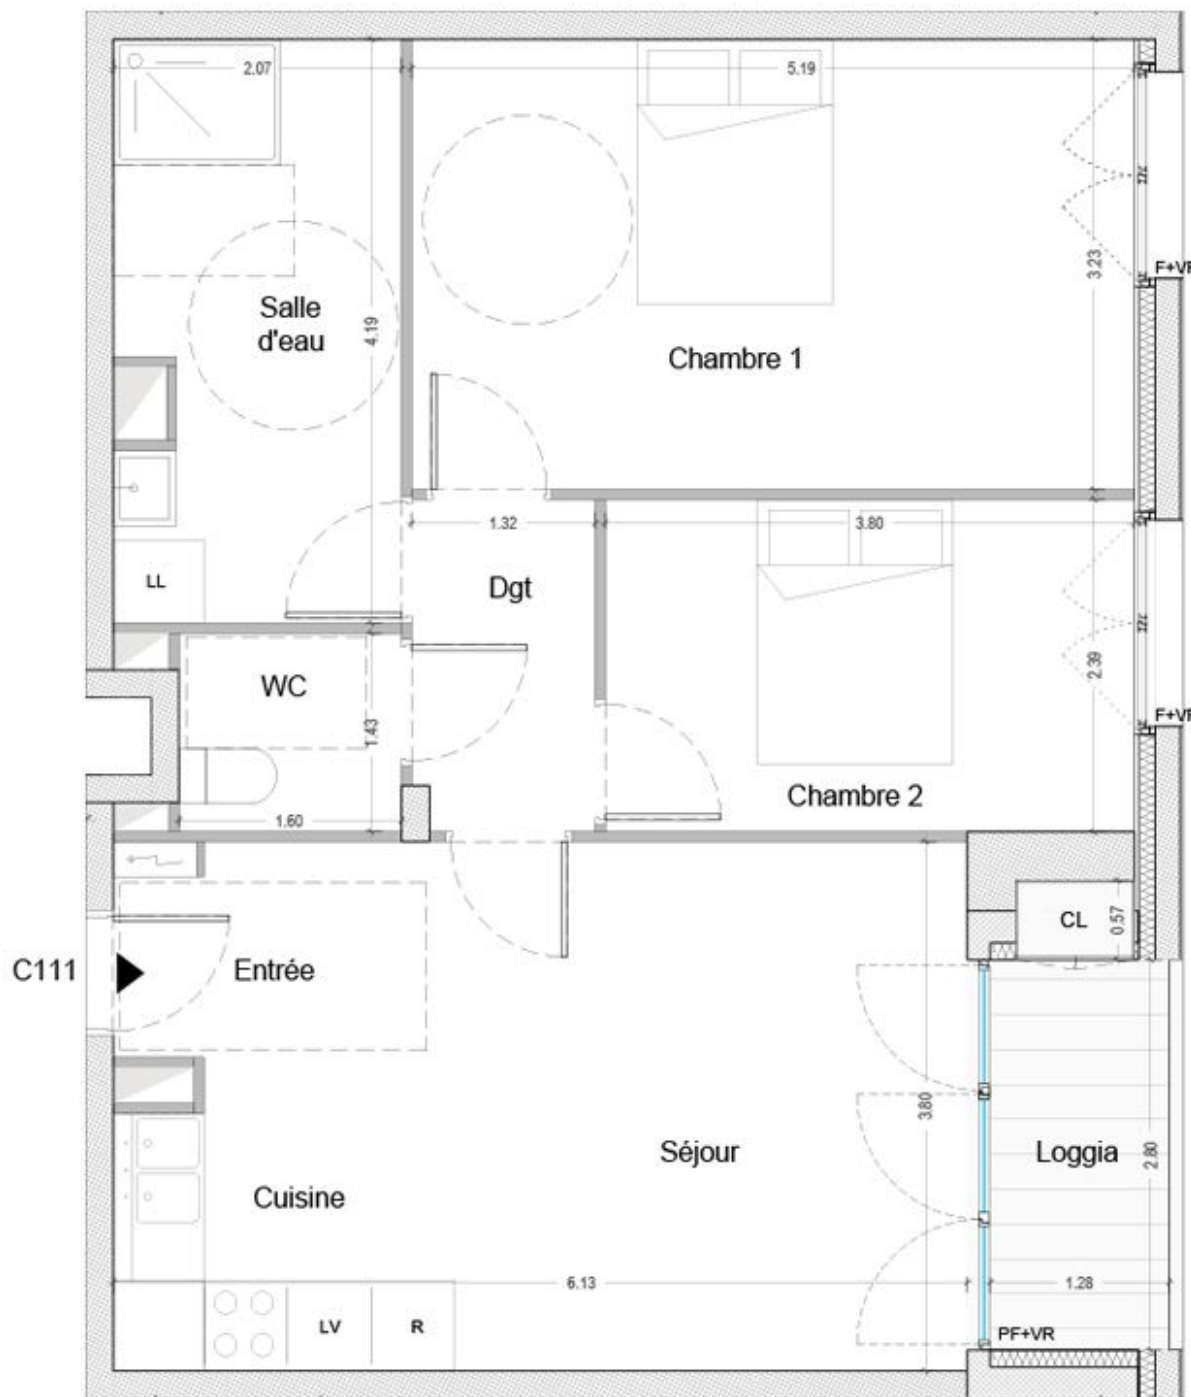 2.07
5.19
3.23
F+VR
Salle
d'eau
4.19
Chambre 1
1.32
3.80
LL
Dgt
WC
1.43
2.39
F+VR
Chambre 2
1.60
CL
0.57
C111
Entrée
3.80
Séjour
Loggia
2.80
Cuisine
6.13
1.28
LV
R
PF+VR